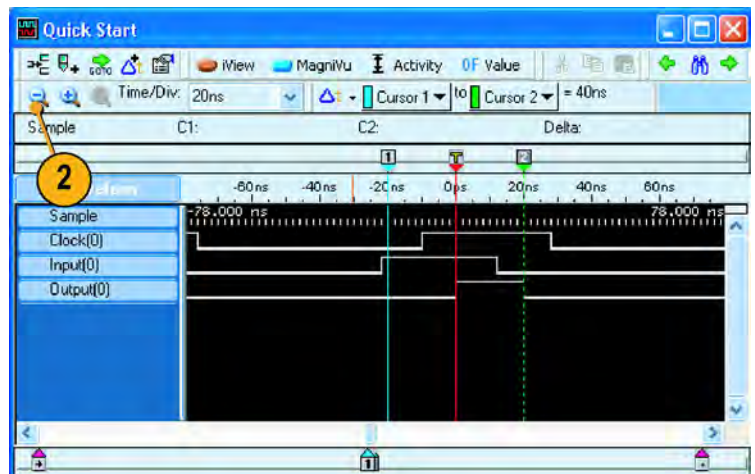 Quick Start
GOTO iView MagniVu Activity 0F Value
Time/Div: 20ns Cursor 1 to Cursor 2 = 40ns
C1: C2: Delta:
2
1 T 2
-60ns -40ns -20ns 0ps 20ns 40ns 60ns
Sample -78.000 ns 78.000 ns
Clock(0)
Input(0)
Output(0)
1